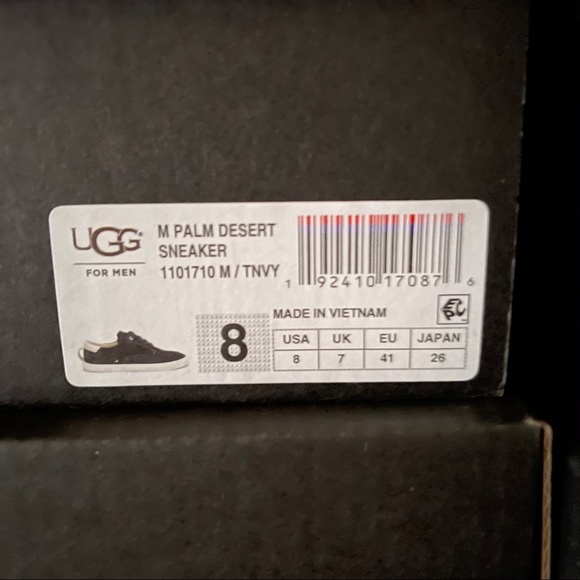 UGG®
FOR MEN
M PALM DESERT
SNEAKER
1101710 M / TNVY
1 92410 17087 6
8
MADE IN VIETNAM
USA UK EU JAPAN
8 7 41 26